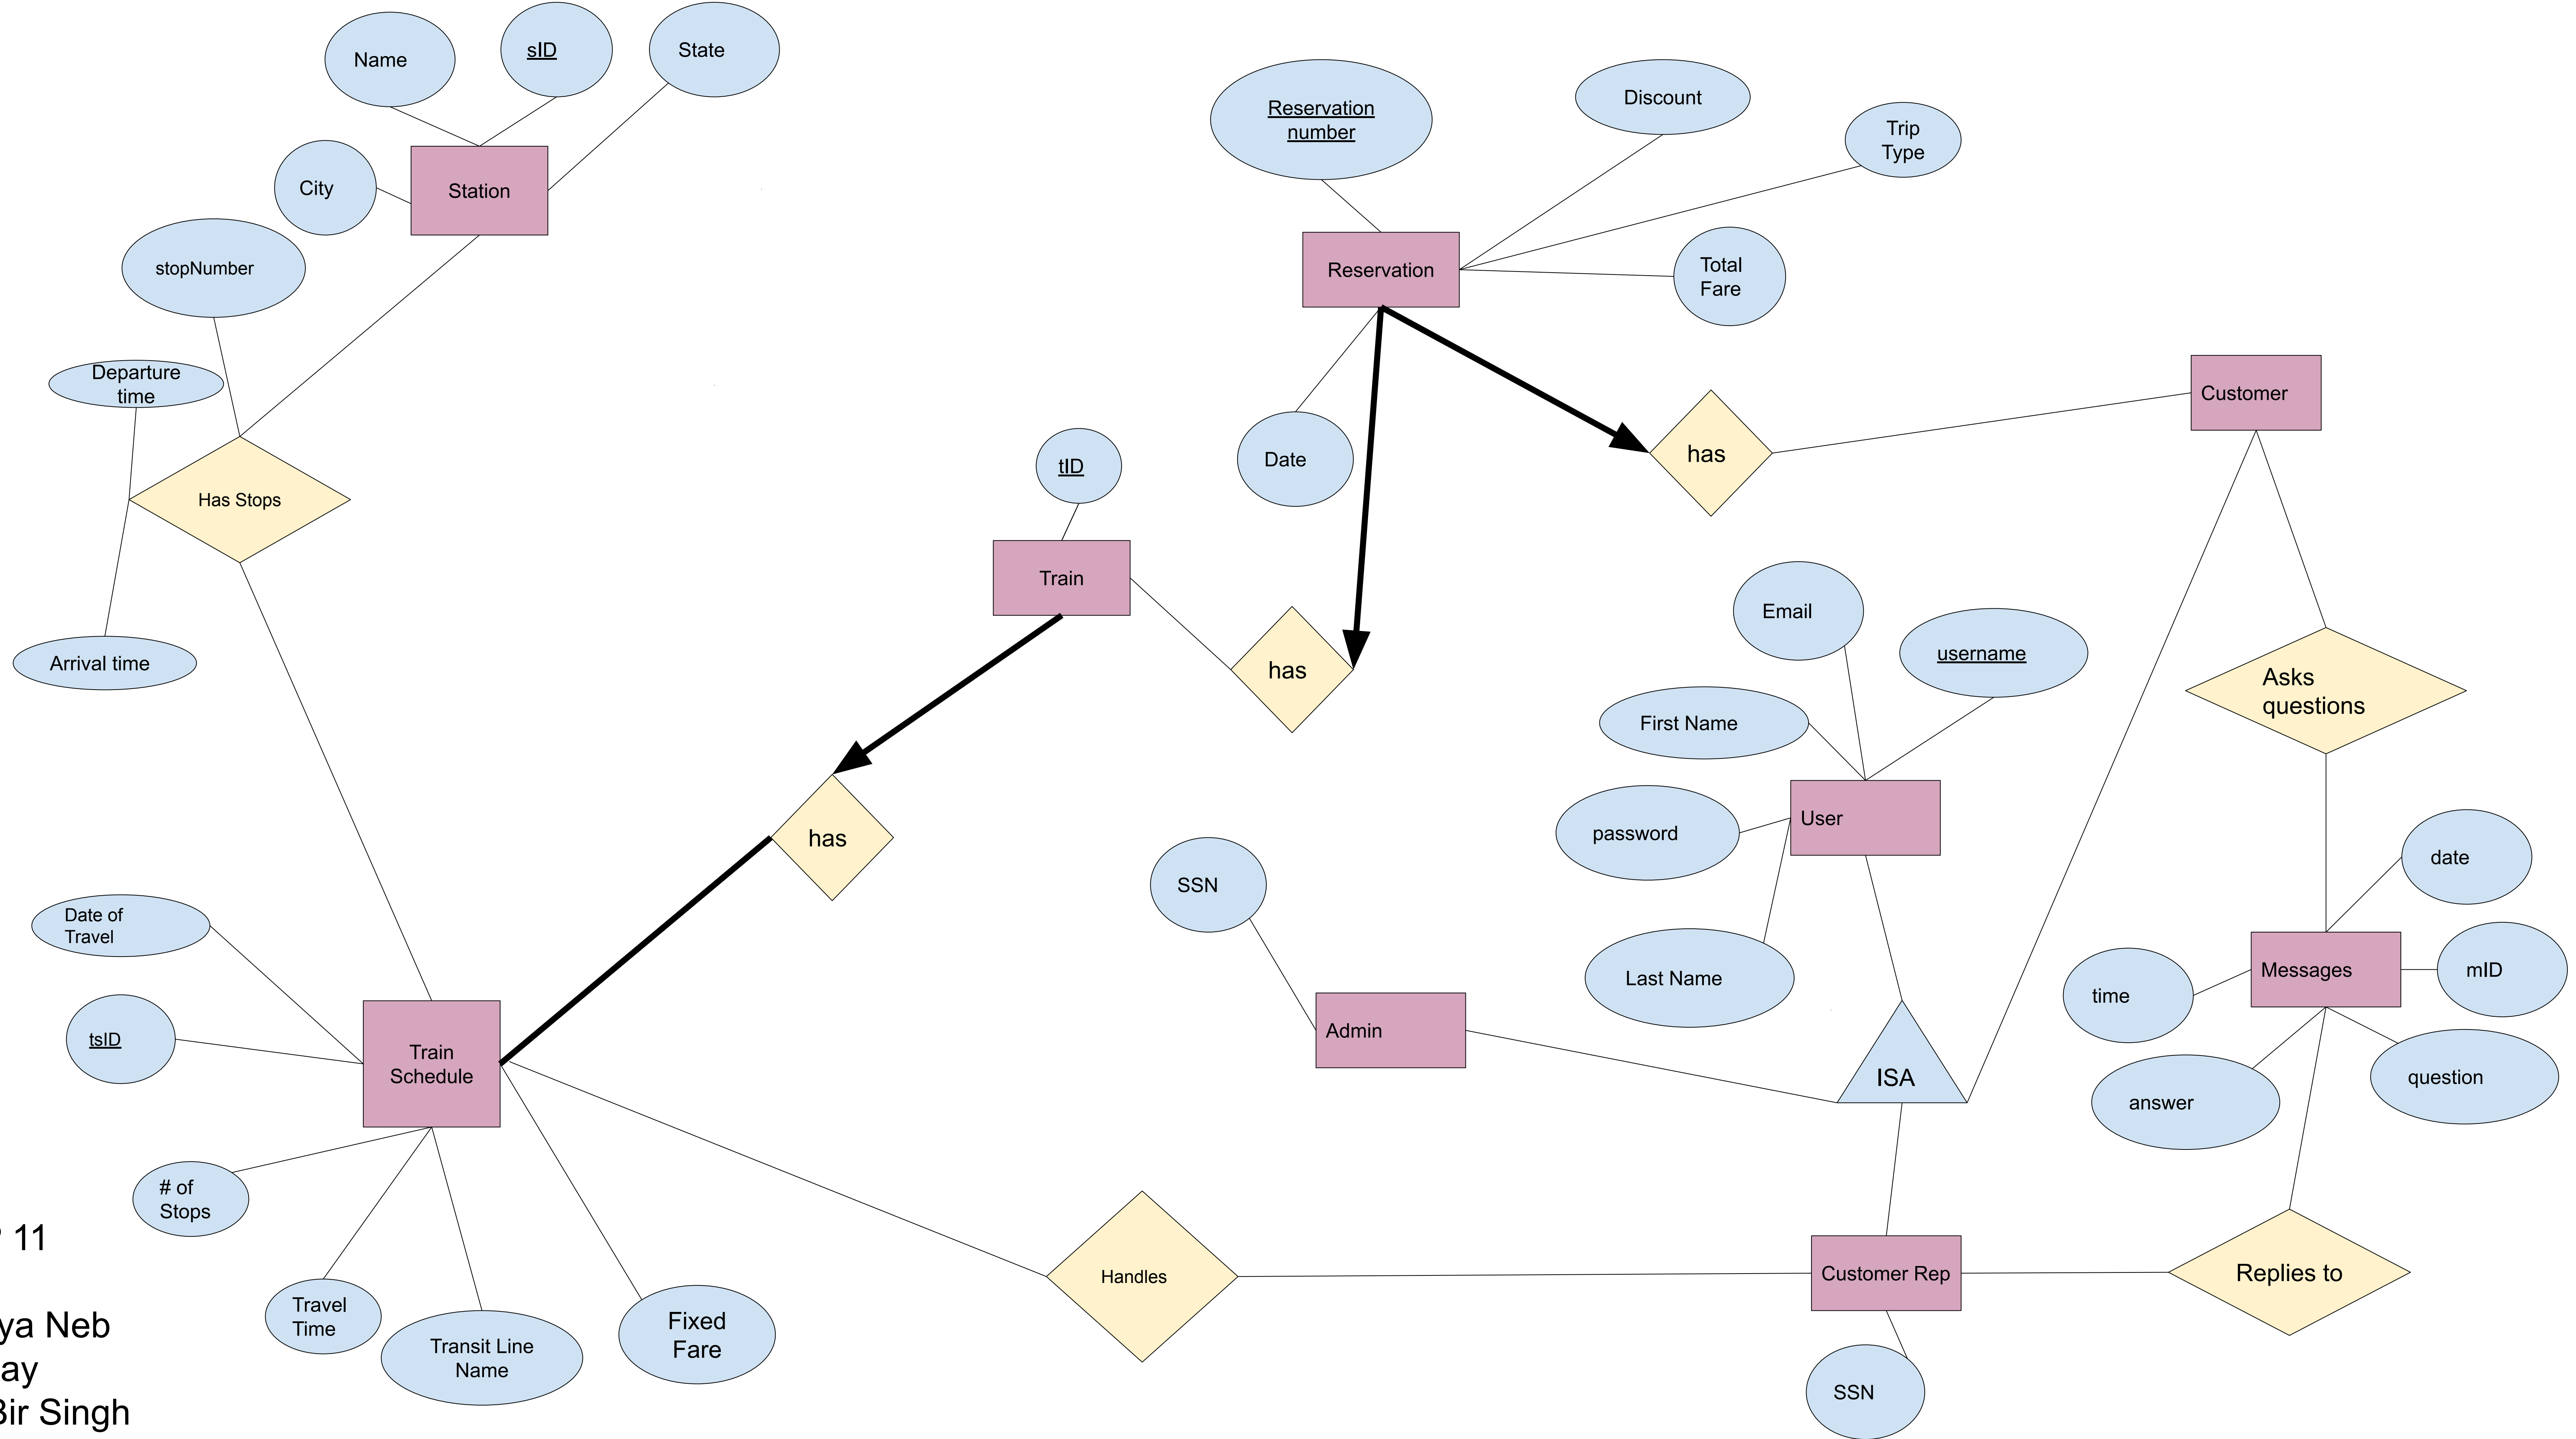 Name
sID
State
City
Station
stopNumber
Departure
time
Has Stops
Arrival time
Reservation
number
Discount
Trip
Type
Reservation
Total
Fare
Date
has
Customer
tID
Train
has
has
Email
username
First Name
User
password
Last Name
Asks
questions
SSN
Admin
ISA
date
Messages
mID
time
answer
question
Date of
Travel
tsID
Train
Schedule
# of
Stops
Travel
Time
Transit Line
Name
Fixed
Fare
Handles
Customer Rep
Replies to
SSN
11
ya Neb
ay
Bir Singh